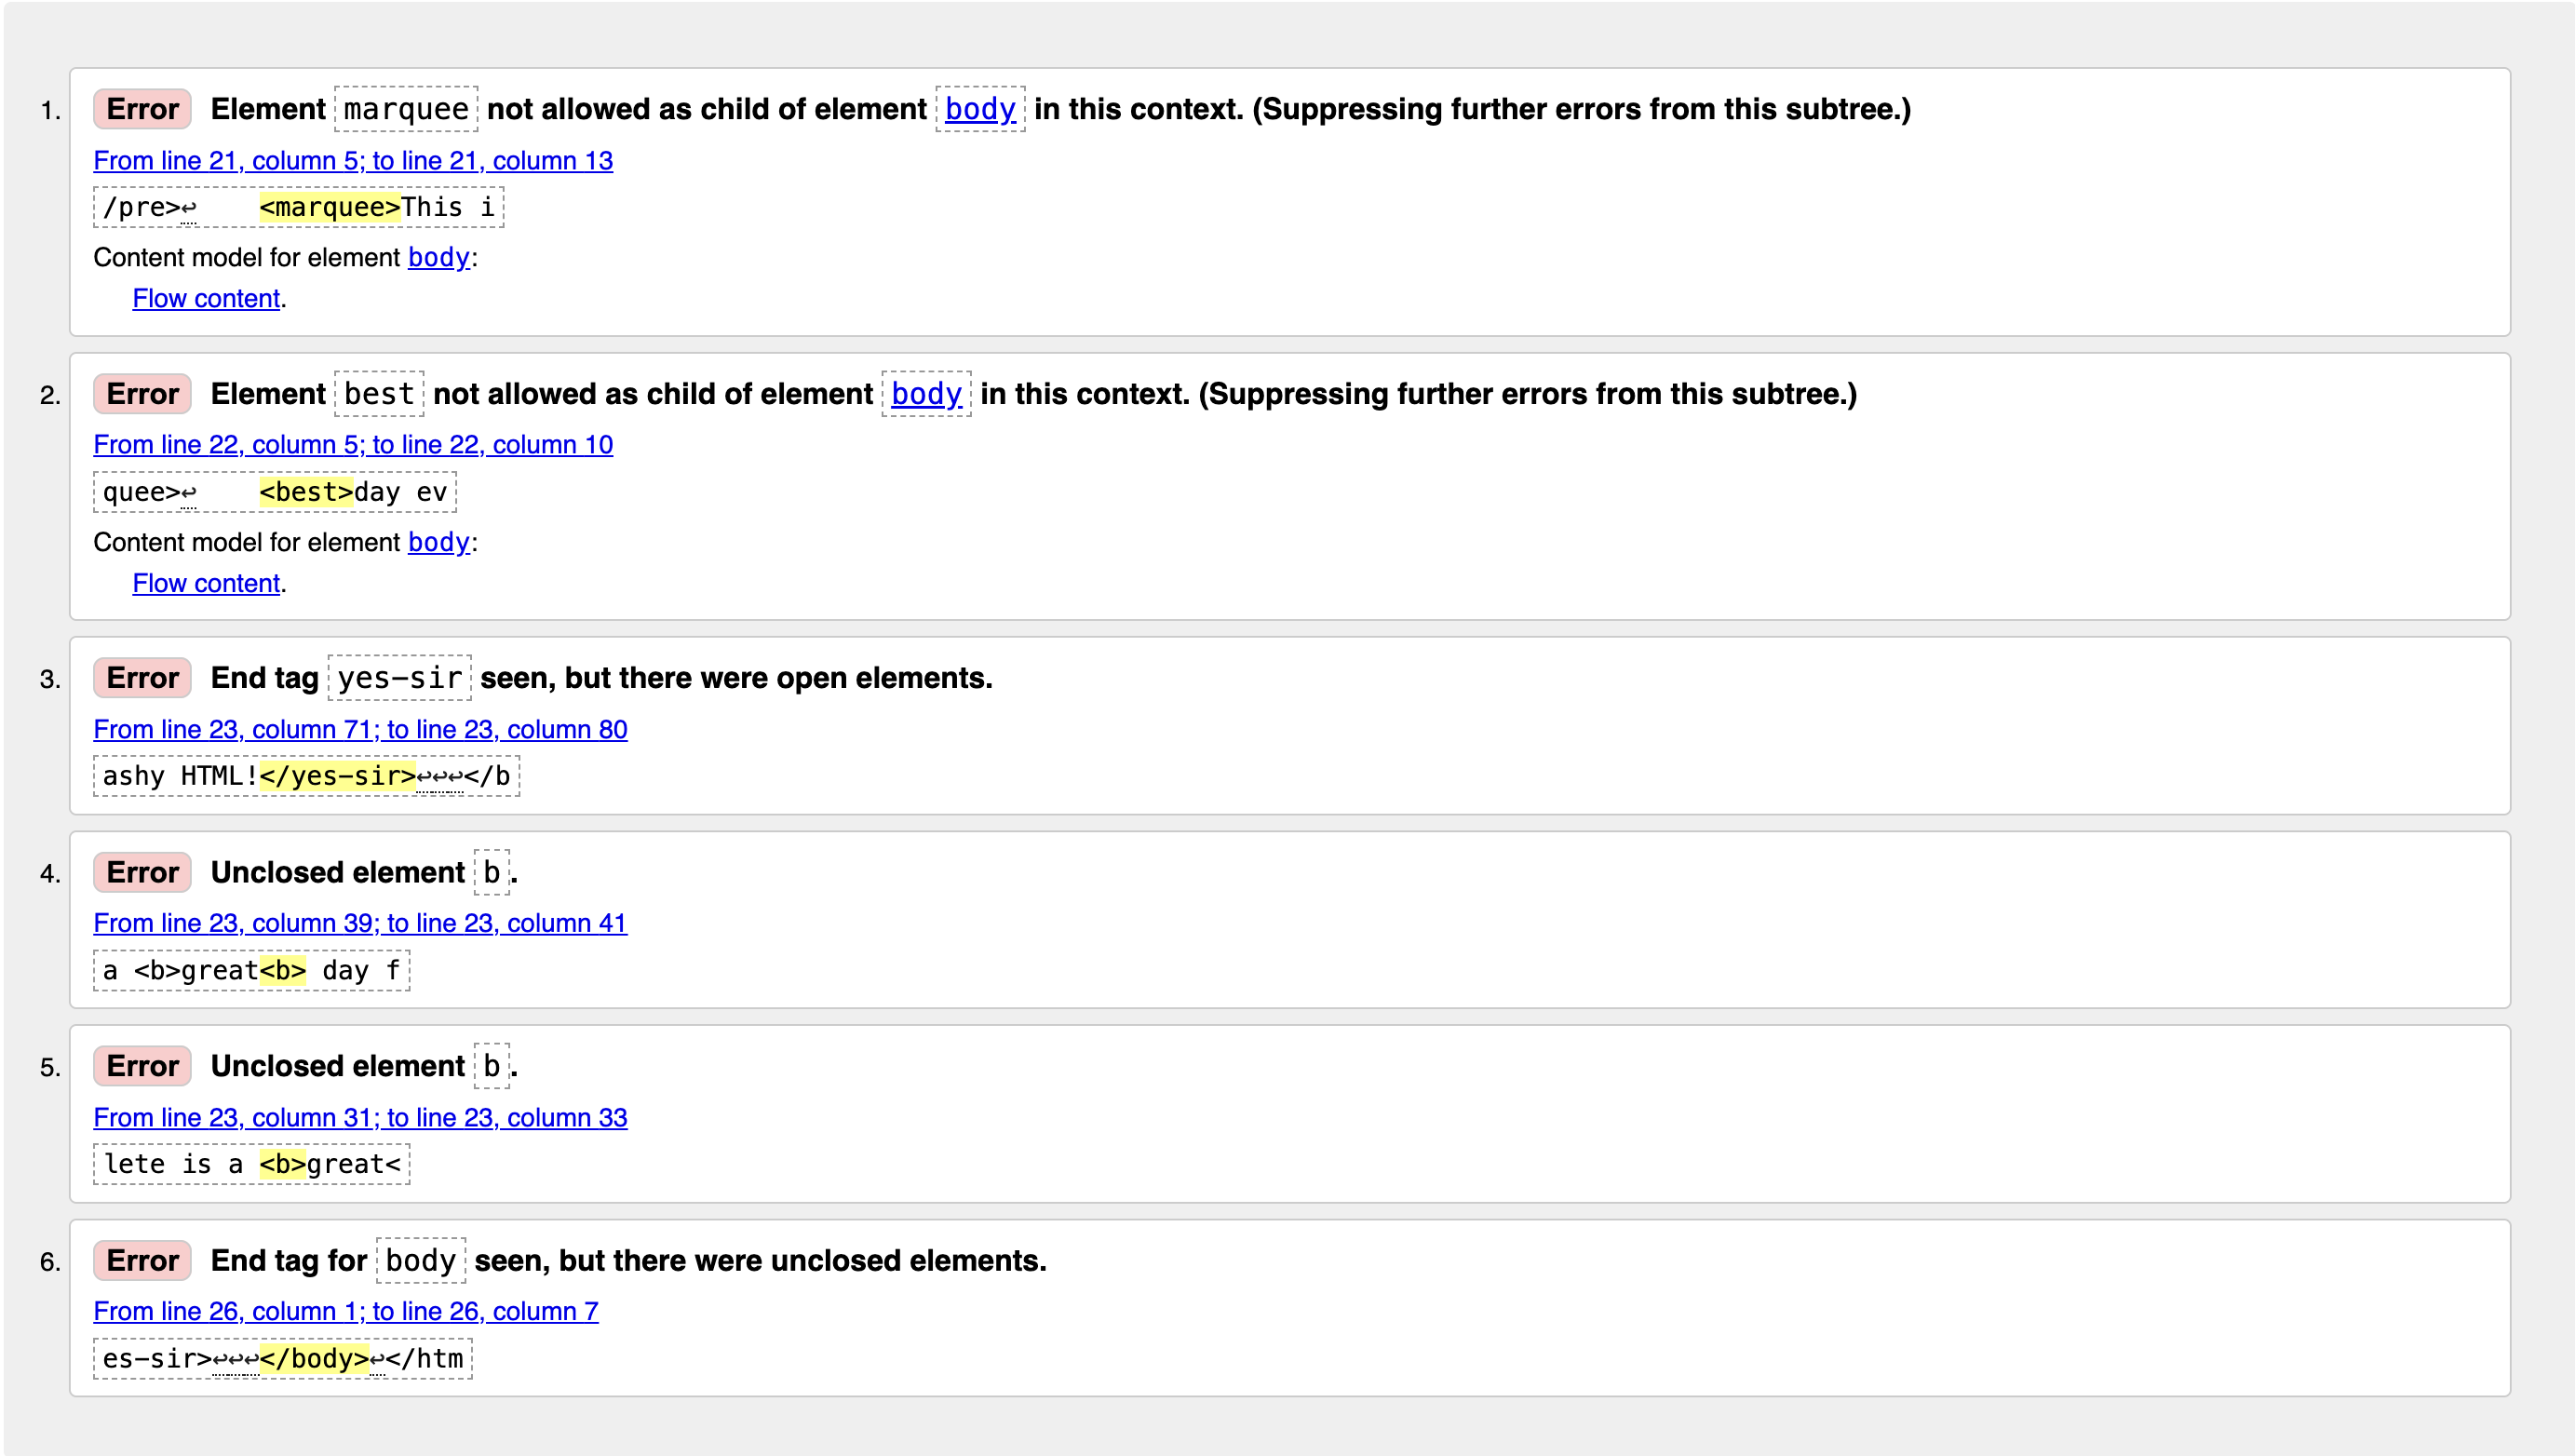 1. Error Element marquee not allowed as child of element body in this context. (Suppressing further errors from this subtree.)
From line 21, column 5; to line 21, column 13
/pre>↩    <marquee>This i
Content model for element body:
Flow content.
2. Error Element best not allowed as child of element body in this context. (Suppressing further errors from this subtree.)
From line 22, column 5; to line 22, column 10
quee>↩    <best>day ev
Content model for element body:
Flow content.
3. Error End tag yes-sir seen, but there were open elements.
From line 23, column 71; to line 23, column 80
ashy HTML!</yes-sir>↩↩↩</b
4. Error Unclosed element b.
From line 23, column 39; to line 23, column 41
a <b>great<b> day f
5. Error Unclosed element b.
From line 23, column 31; to line 23, column 33
lete is a <b>great<
6. Error End tag for body seen, but there were unclosed elements.
From line 26, column 1; to line 26, column 7
es-sir>↩↩↩</body>↩</htm